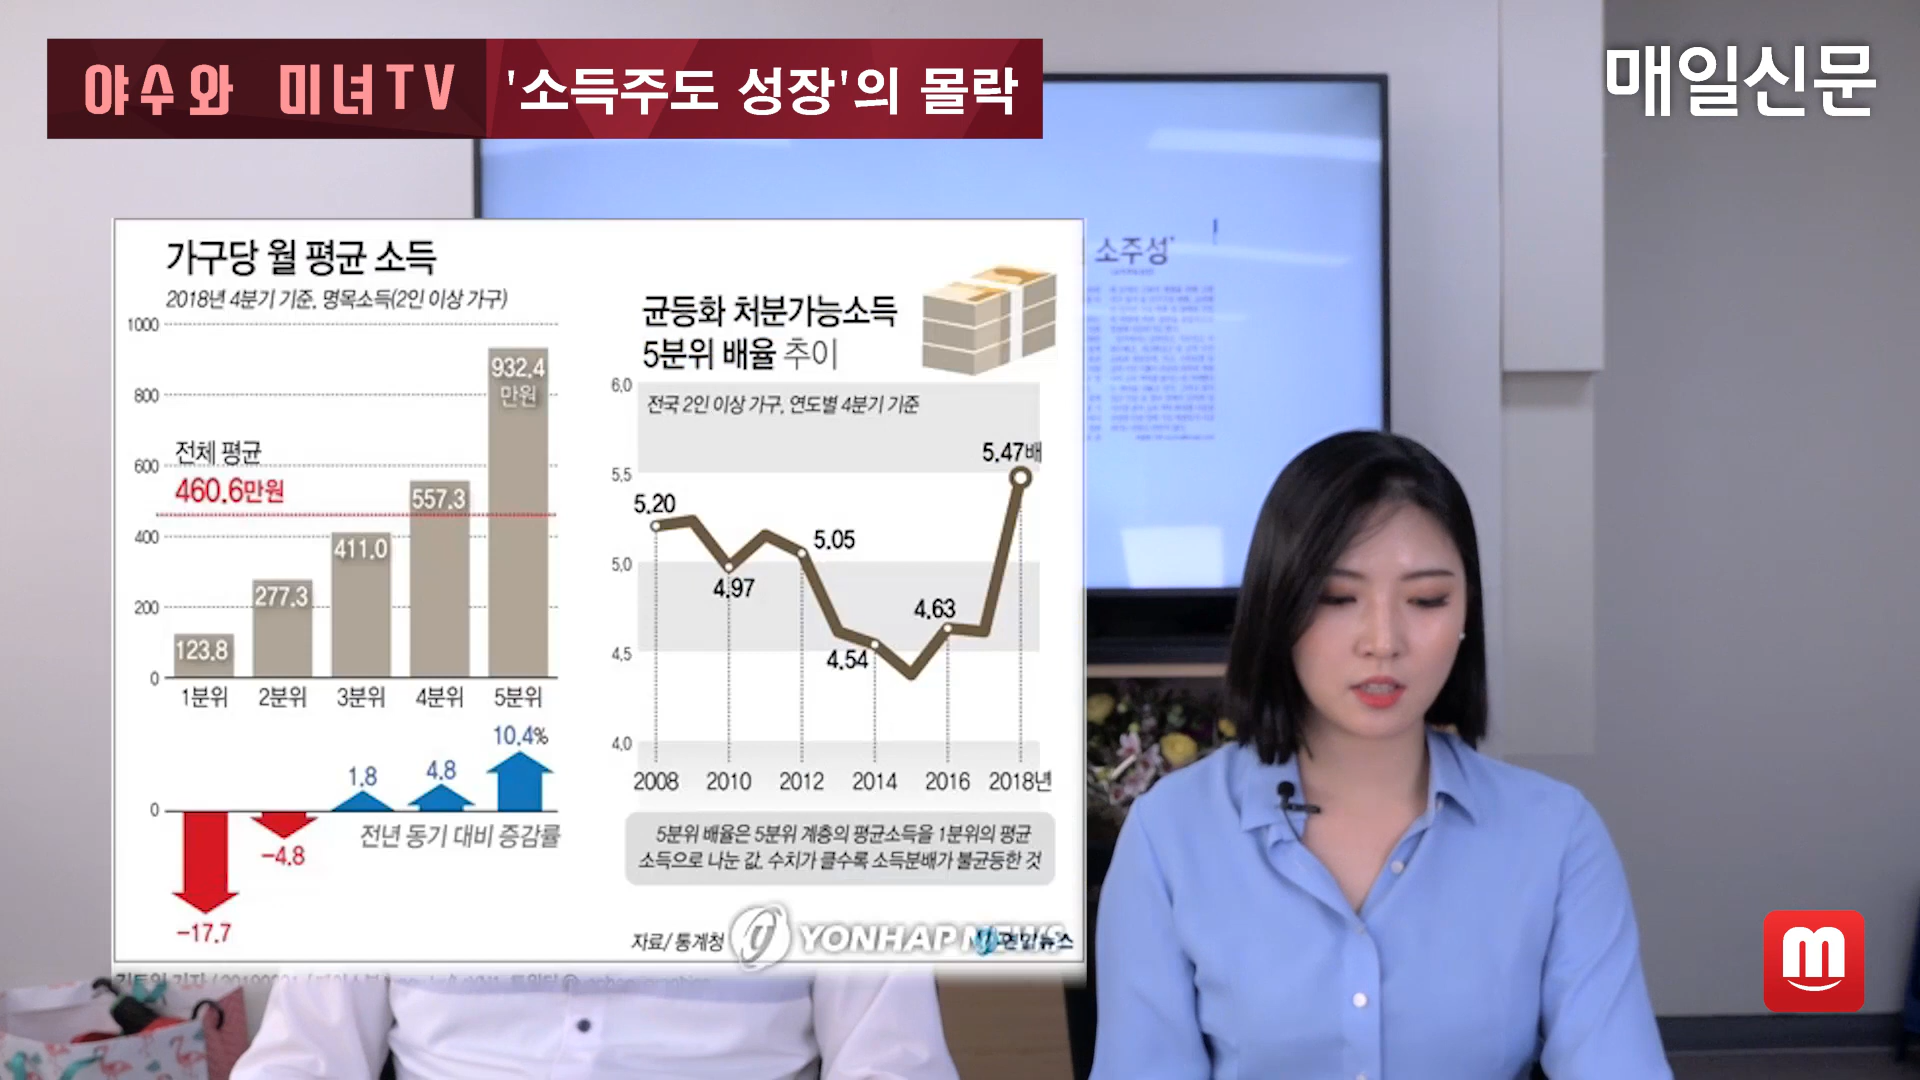 야수와 미녀TV
'소득주도 성장'의 몰락
매일신문
소주성'
가구당 월 평균 소득
2018년 4분기 기준, 명목소득(2인 이상 가구)
1000
800
600
400
200
0
전체 평균
460.6만원
123.8
277.3
411.0
557.3
932.4
만원
1분위
2분위
3분위
4분위
5분위
0
-17.7
-4.8
1.8
4.8
10.4%
전년 동기 대비 증감률
균등화 처분가능소득
5분위 배율 추이
전국 2인 이상 가구, 연도별 4분기 기준
6.0
5.5
5.0
4.5
4.0
5.20
4.97
5.05
4.54
4.63
5.47배
2008
2010
2012
2014
2016
2018년
5분위 배율은 5분위 계층의 평균소득을 1분위의 평균
소득으로 나눈 값. 수치가 클수록 소득분배가 불균등한 것
자료/통계청
YONHAP NEWS
연합뉴스
m